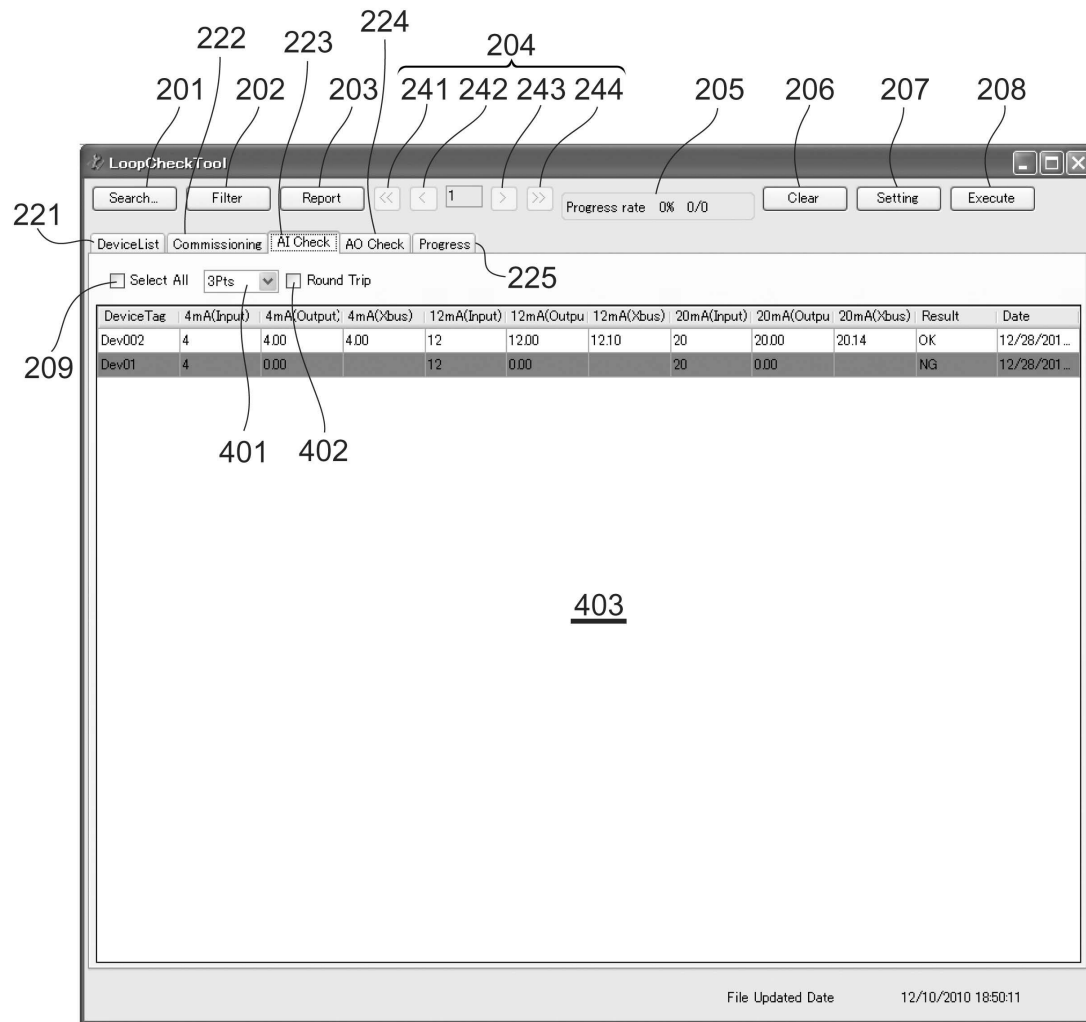 224
222 223 204
201 202 203 241 242 243 244 205 206 207 208
LoopCheckTool
Search... Filter Report << < 1 > >> Progress rate 0% 0/0 Clear Setting Execute
221
DeviceList Commissioning AI Check AO Check Progress
225
Select All 3Pts Round Trip
DeviceTag 4mA(Input) 4mA(Output) 4mA(Xbus) 12mA(Input) 12mA(Outpu 12mA(Xbus) 20mA(Input) 20mA(Outpu 20mA(Xbus) Result Date
Dev002 4 4.00 4.00 12 12.00 12.10 20 20.00 20.14 OK 12/28/201...
209
Dev01 4 0.00 12 0.00 20 0.00 NG 12/28/201...
401 402
403
File Updated Date 12/10/2010 18:50:11